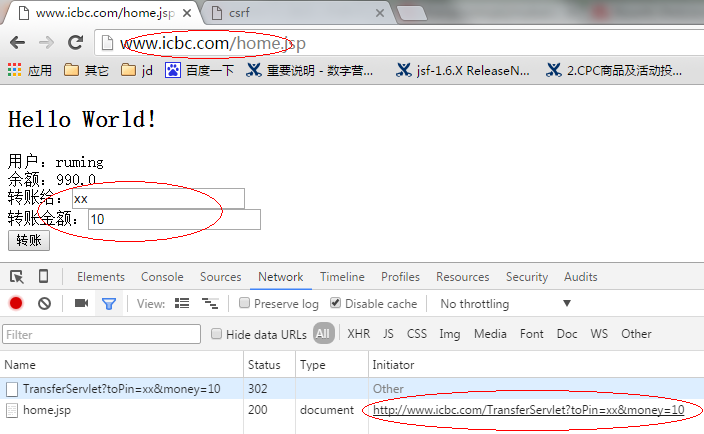 www.icbc.com/home.jsp
csrf
www.icbc.com/home.jsp
应用 其它 jd 百度一下 重要说明 - 数字营... jsf-1.6.X ReleaseN... 2.CPC商品及活动投...
Hello World!
用户：ruming
余额：990.0
转账给：xx
转账金额：10
转账
Elements Console Sources Network Timeline Profiles Resources Security Audits
View: Preserve log Disable cache No throttling
Filter Hide data URLs All XHR JS CSS Img Media Font Doc WS Other
Name Status Type Initiator
TransferServlet?toPin=xx&money=10 302 Other
home.jsp 200 document http://www.icbc.com/TransferServlet?toPin=xx&money=10